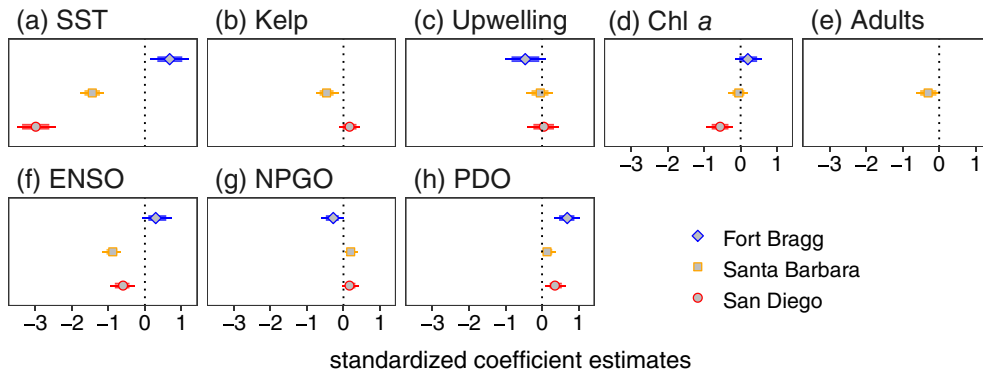 (a) SST (b) Kelp (c) Upwelling (d) Chl a (e) Adults
−3 −2 −1 0 1 −3 −2 −1 0 1
(f) ENSO (g) NPGO (h) PDO
Fort Bragg
Santa Barbara
San Diego
−3 −2 −1 0 1 −3 −2 −1 0 1 −3 −2 −1 0 1
standardized coefficient estimates